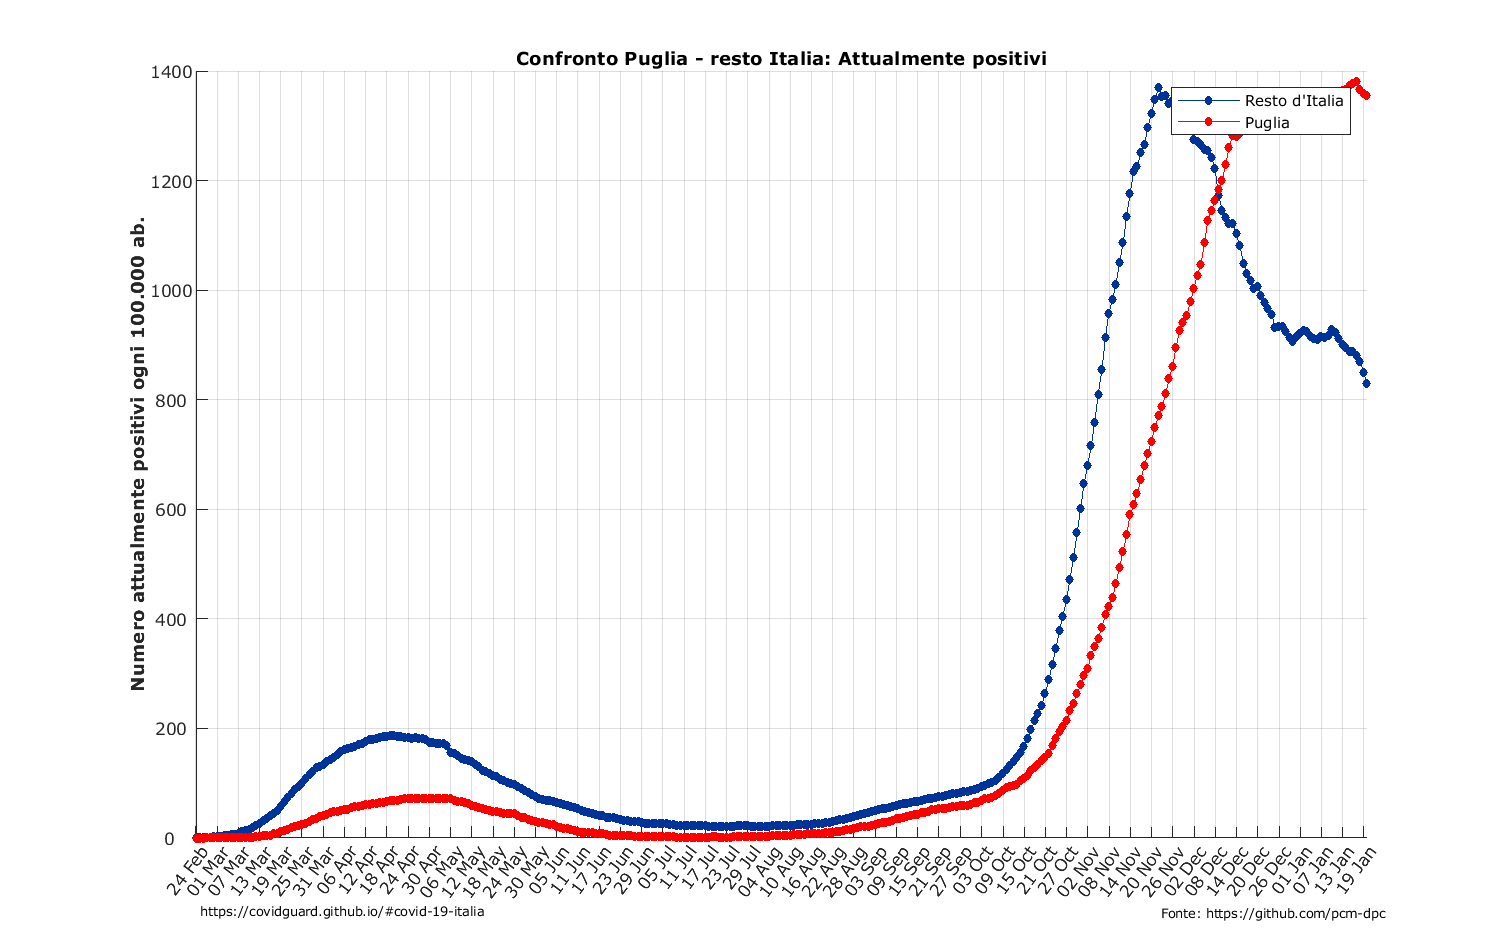 Confronto Puglia - resto Italia: Attualmente positivi
Numero attualmente positivi ogni 100.000 ab.
1400
1200
1000
800
600
400
200
0
Resto d'Italia
Puglia
24 Feb
01 Mar
07 Mar
13 Mar
19 Mar
25 Mar
31 Mar
06 Apr
12 Apr
18 Apr
24 Apr
30 Apr
06 May
12 May
18 May
24 May
30 May
05 Jun
11 Jun
17 Jun
23 Jun
29 Jun
05 Jul
11 Jul
17 Jul
23 Jul
29 Jul
04 Aug
10 Aug
16 Aug
22 Aug
28 Aug
03 Sep
09 Sep
15 Sep
21 Sep
27 Sep
03 Oct
09 Oct
15 Oct
21 Oct
27 Oct
02 Nov
08 Nov
14 Nov
20 Nov
26 Nov
02 Dec
08 Dec
14 Dec
20 Dec
26 Dec
01 Jan
07 Jan
13 Jan
19 Jan
https://covidguard.github.io/#covid-19-italia
Fonte: https://github.com/pcm-dpc